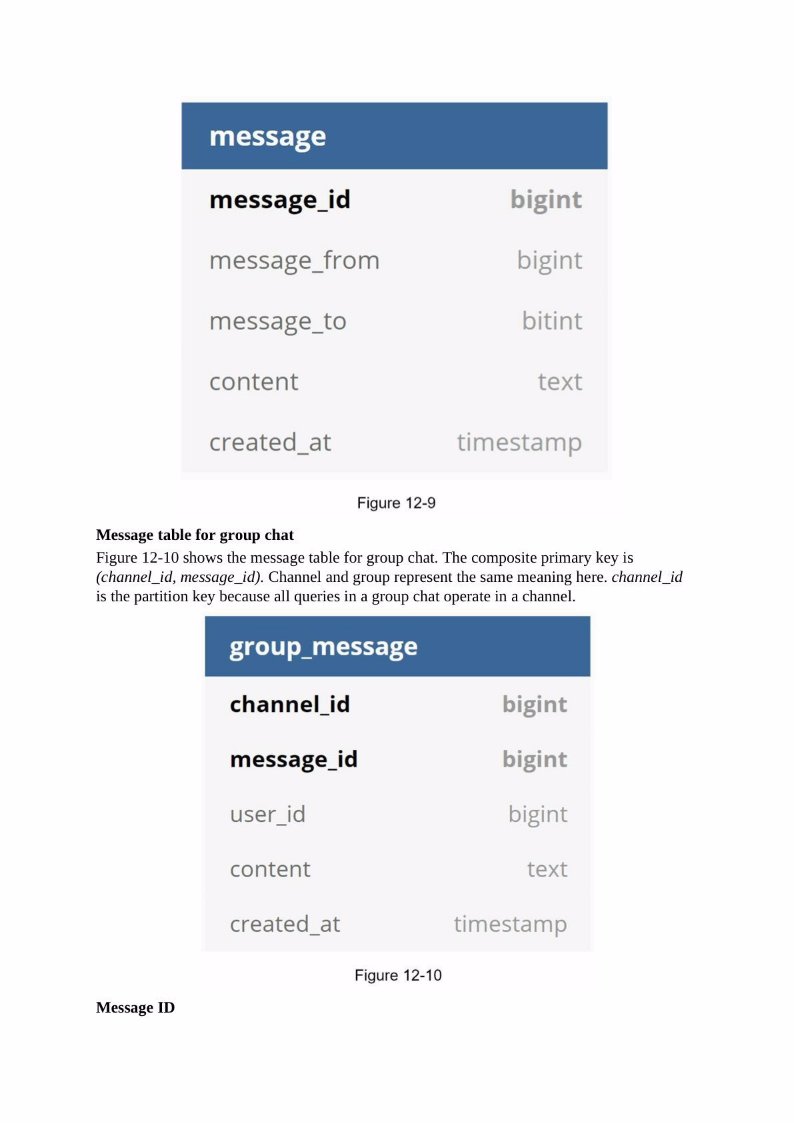 message
message_id bigint
message_from bigint
message_to bitint
content text
created_at timestamp
Figure 12-9
Message table for group chat
Figure 12-10 shows the message table for group chat. The composite primary key is
(channel_id, message_id). Channel and group represent the same meaning here. channel_id
is the partition key because all queries in a group chat operate in a channel.
group_message
channel_id bigint
message_id bigint
user_id bigint
content text
created_at timestamp
Figure 12-10
Message ID